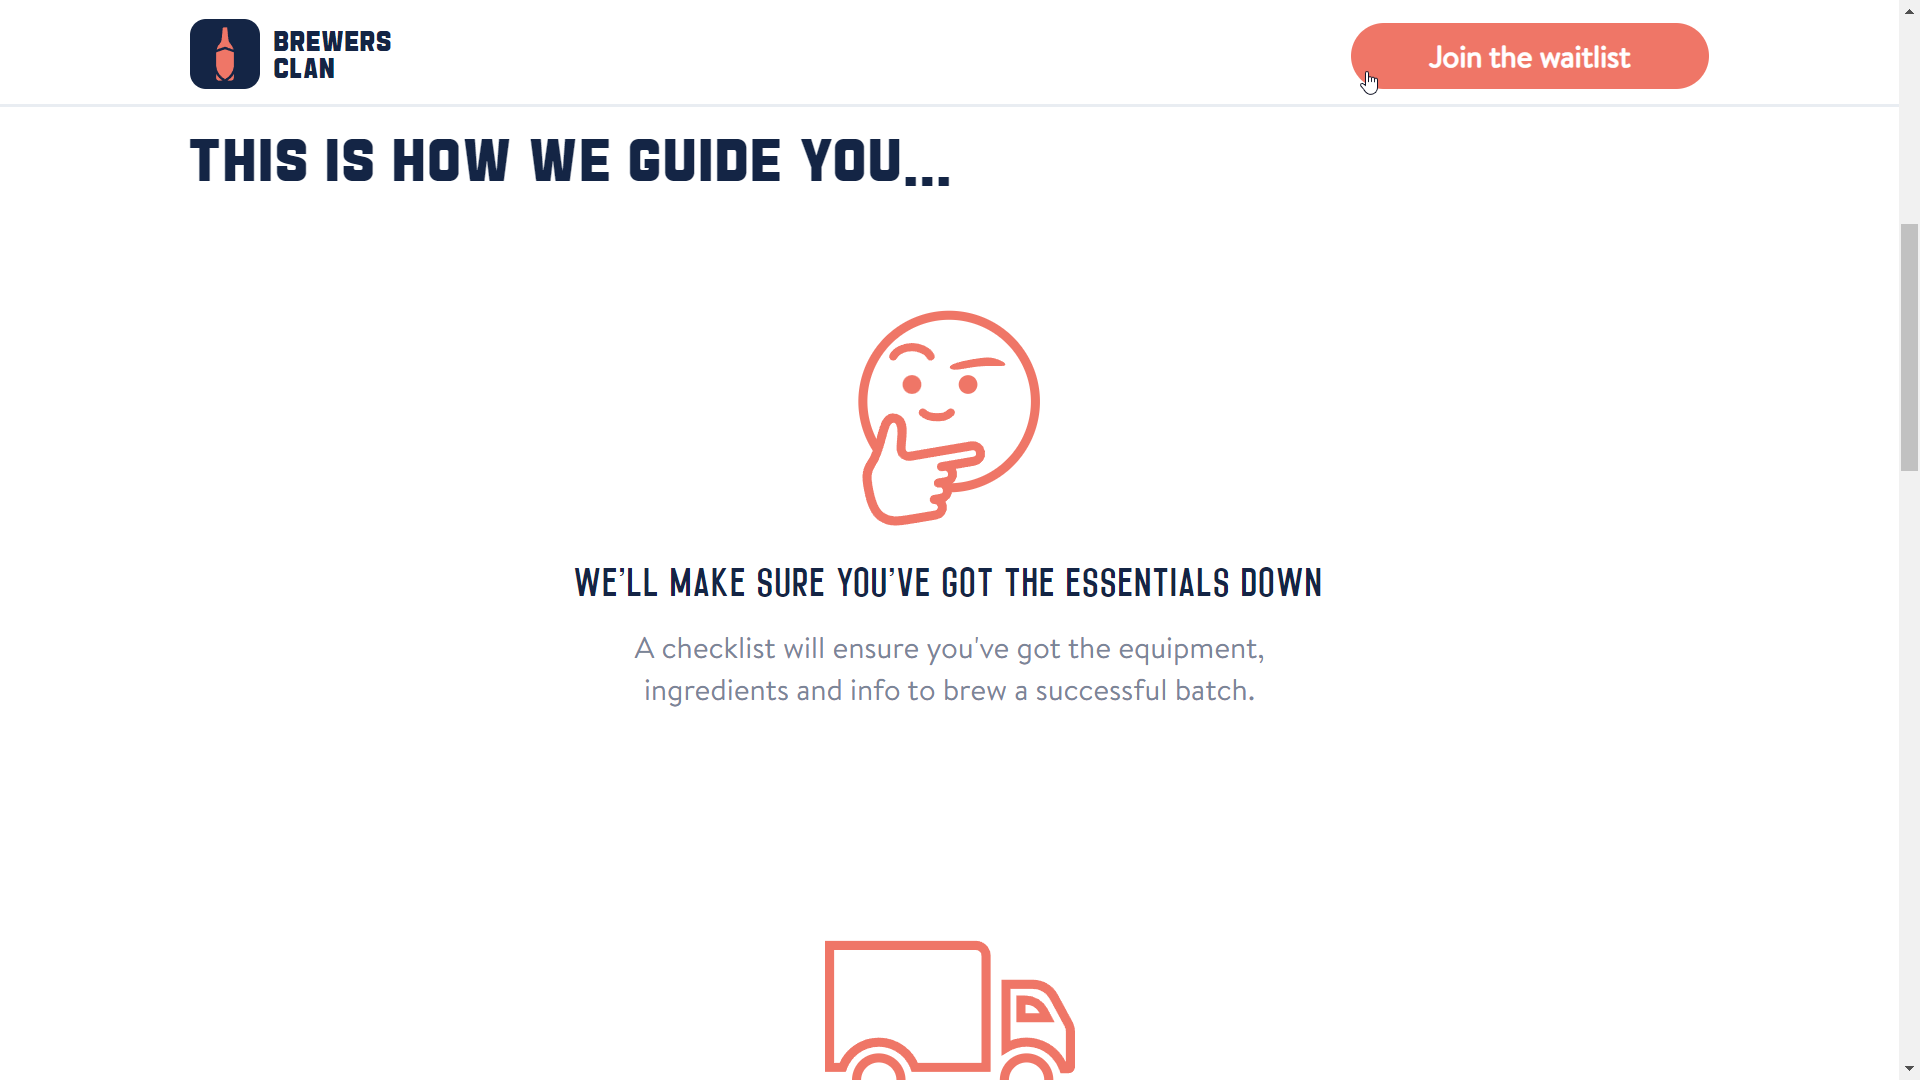 BREWERS
CLAN
Join the waitlist
THIS IS HOW WE GUIDE YOU...
WE’LL MAKE SURE YOU’VE GOT THE ESSENTIALS DOWN
A checklist will ensure you've got the equipment,
ingredients and info to brew a successful batch.